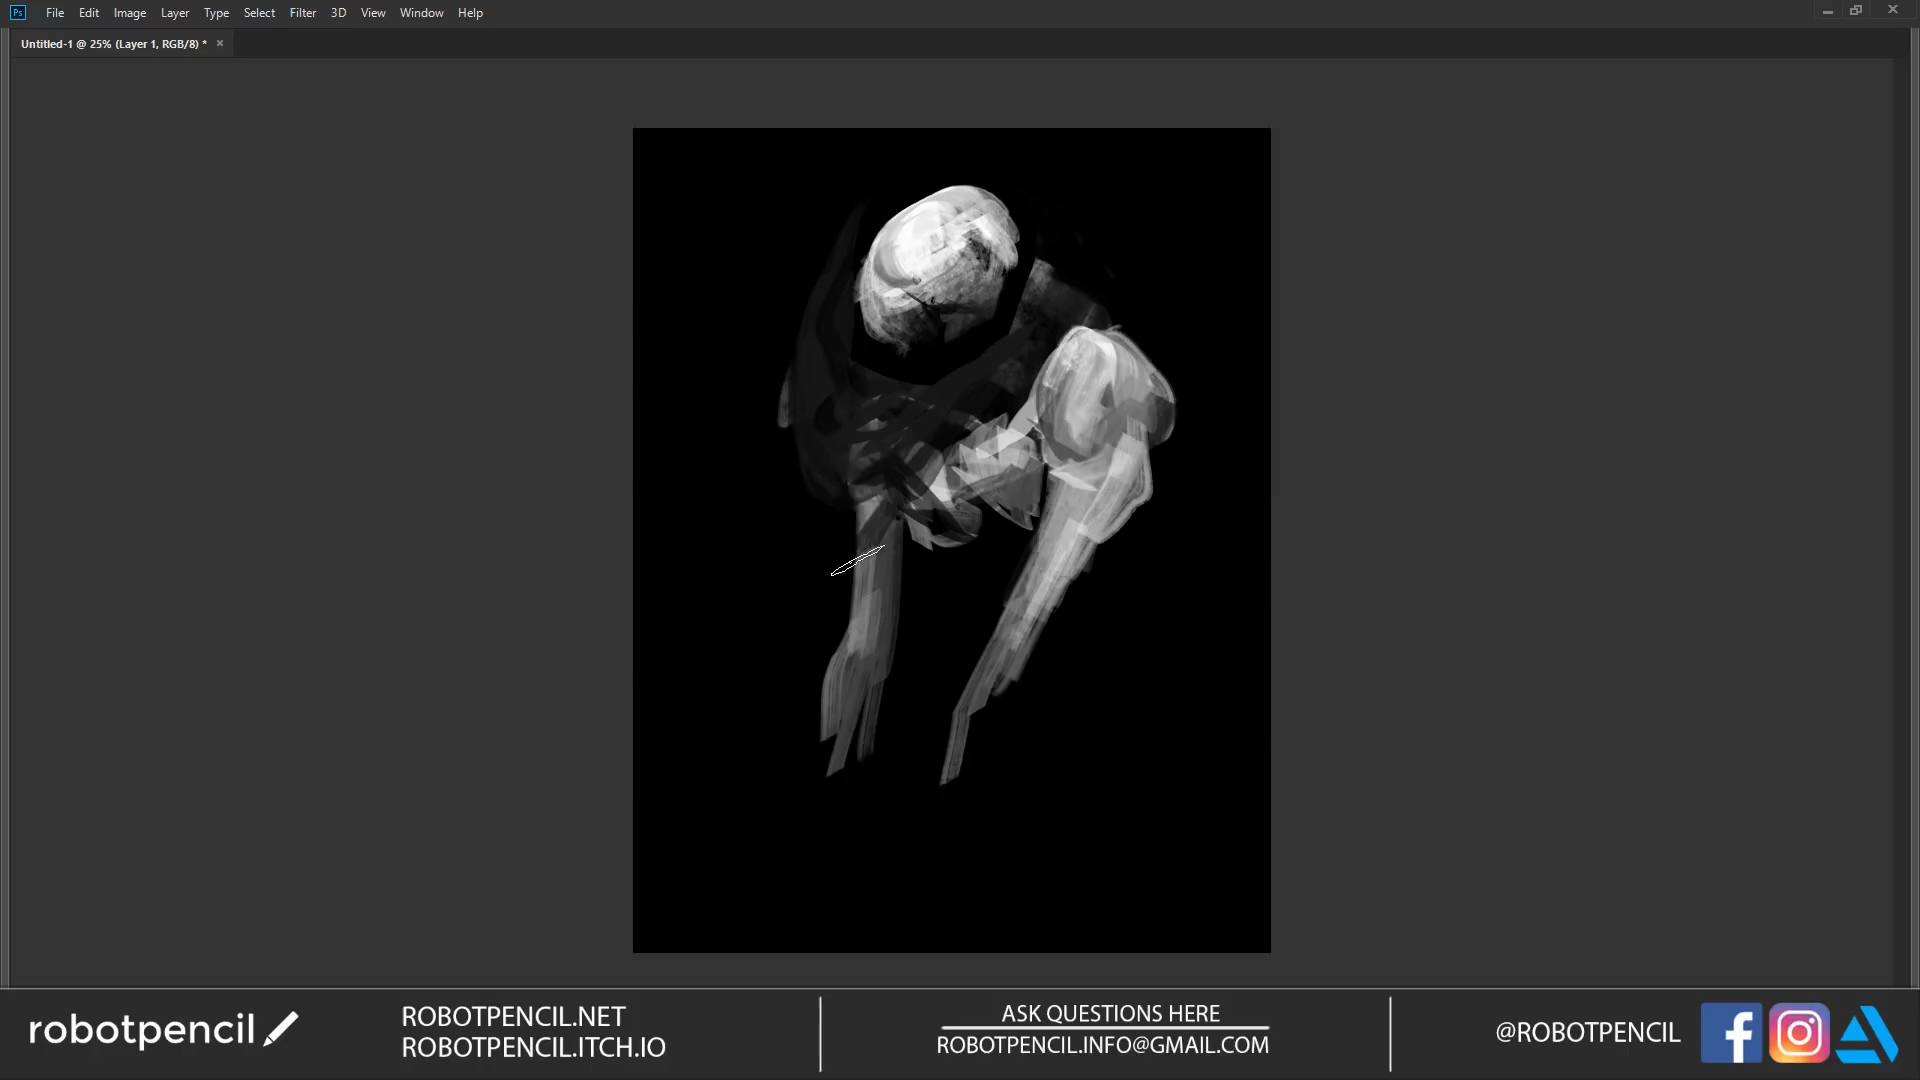 Ps File Edit Image Layer Type Select Filter 3D View Window Help
Untitled-1 @ 25% (Layer 1, RGB/8) *
robotpencil
ROBOTPENCIL.NET
ROBOTPENCIL.ITCH.IO
ASK QUESTIONS HERE
ROBOTPENCIL.INFO@GMAIL.COM
@ROBOTPENCIL